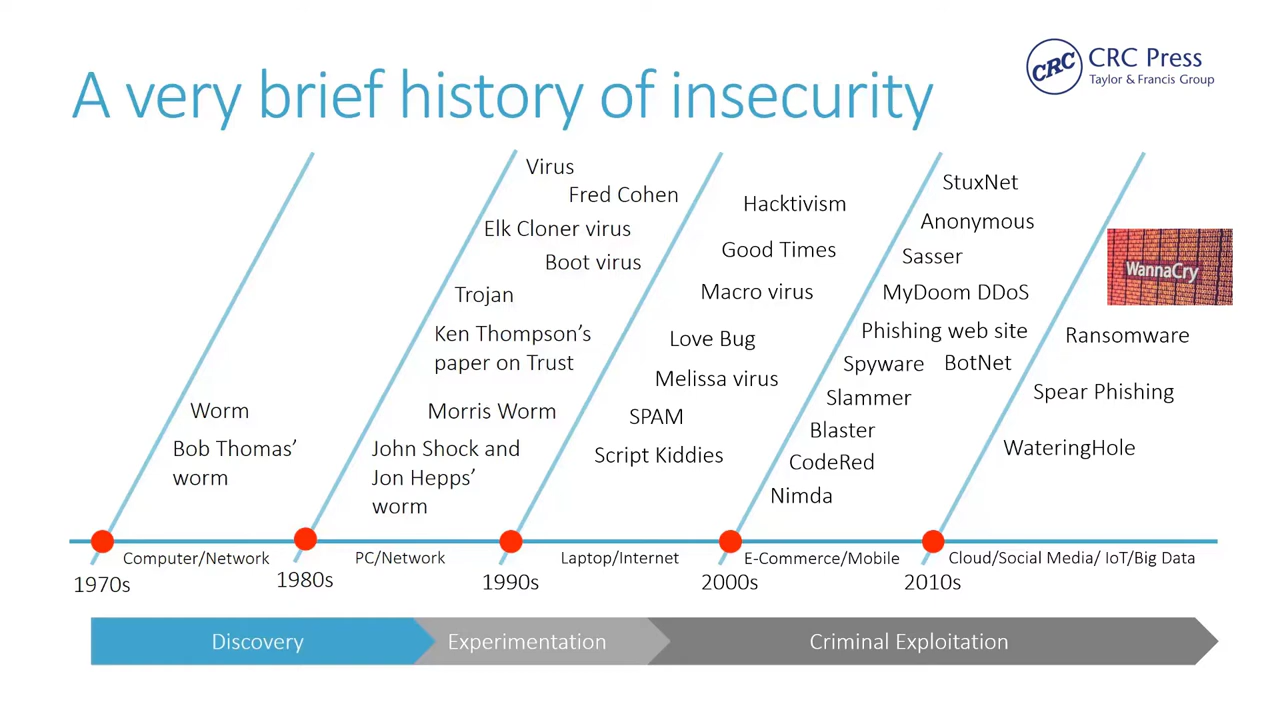 A very brief history of insecurity
CRC
CRC Press
Taylor & Francis Group
Worm
Bob Thomas’
worm
Virus
Fred Cohen
Elk Cloner virus
Boot virus
Trojan
Ken Thompson’s
paper on Trust
Morris Worm
John Shock and
Jon Hepps’
worm
Hacktivism
Good Times
Macro virus
Love Bug
Melissa virus
SPAM
Script Kiddies
StuxNet
Anonymous
Sasser
MyDoom DDoS
Phishing web site
Spyware
BotNet
Slammer
Blaster
CodeRed
Nimda
WannaCry
Ransomware
Spear Phishing
WateringHole
Computer/Network
PC/Network
Laptop/Internet
E-Commerce/Mobile
Cloud/Social Media/ IoT/Big Data
1970s
1980s
1990s
2000s
2010s
Discovery
Experimentation
Criminal Exploitation